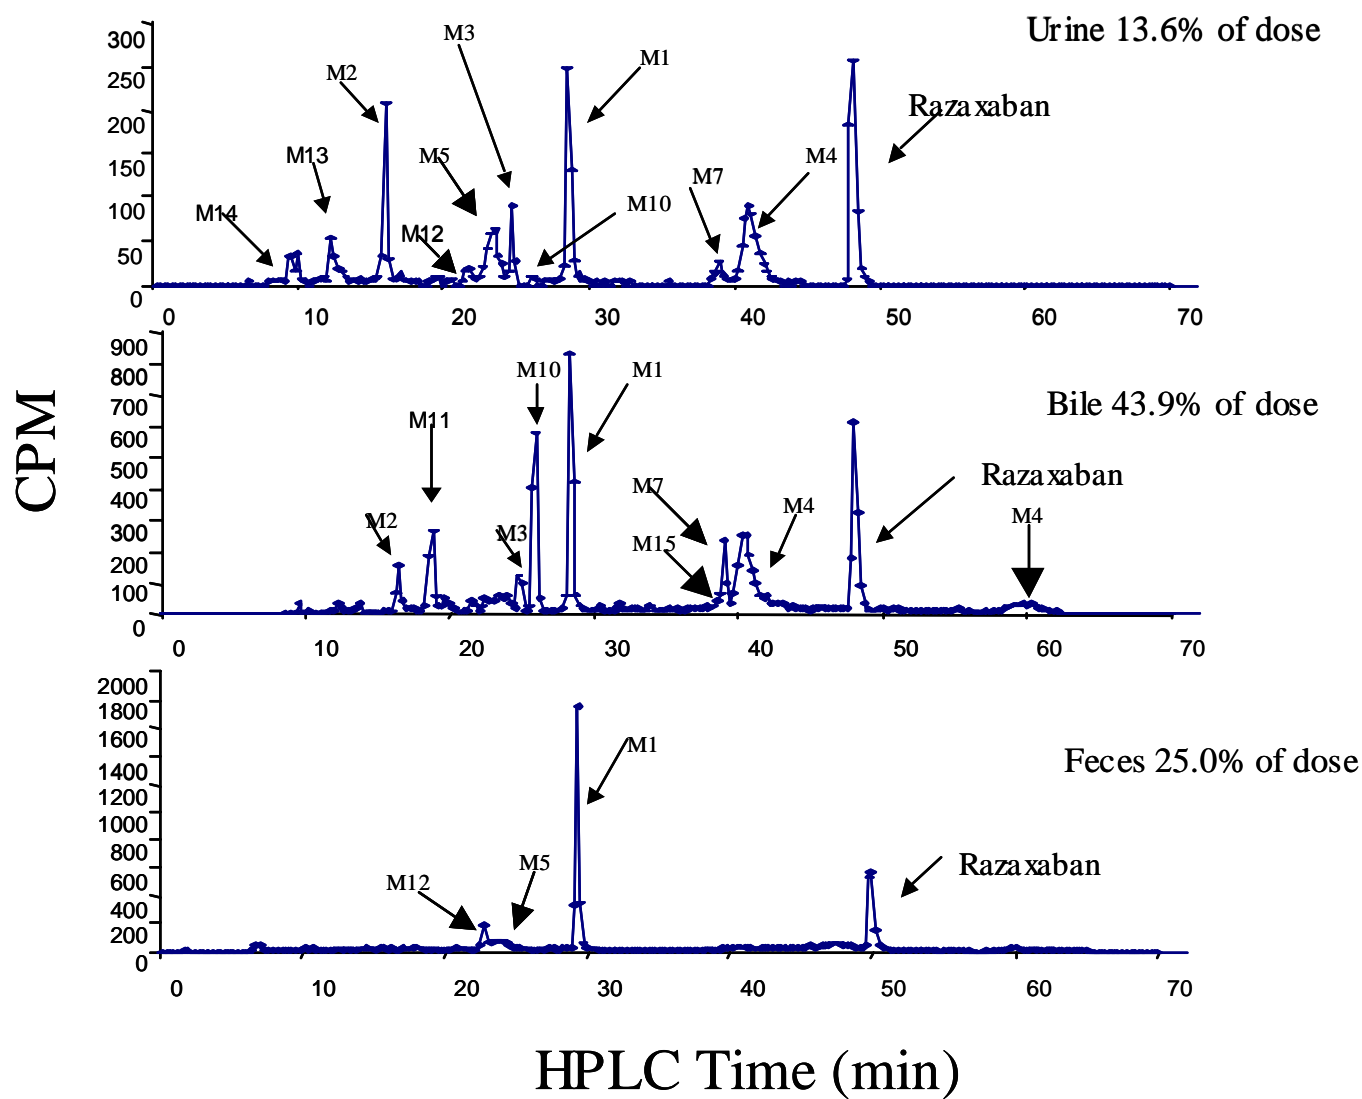 Urine 13.6% of dose
300
250
200
150
100
50
0
M3
M2
M1
Razaxaban
M13
M5
M4
M7
M14
M10
M12
0 10 20 30 40 50 60 70
CPM
900
800
700
600
500
400
300
200
100
0
M10
M1
Bile 43.9% of dose
M11
Razaxaban
M7
M4
M4
M2
M3
M15
0 10 20 30 40 50 60 70
2000
1800
1600
1400
1200
1000
800
600
400
200
0
M1
Feces 25.0% of dose
M5
Razaxaban
M12
0 10 20 30 40 50 60 70
HPLC Time (min)